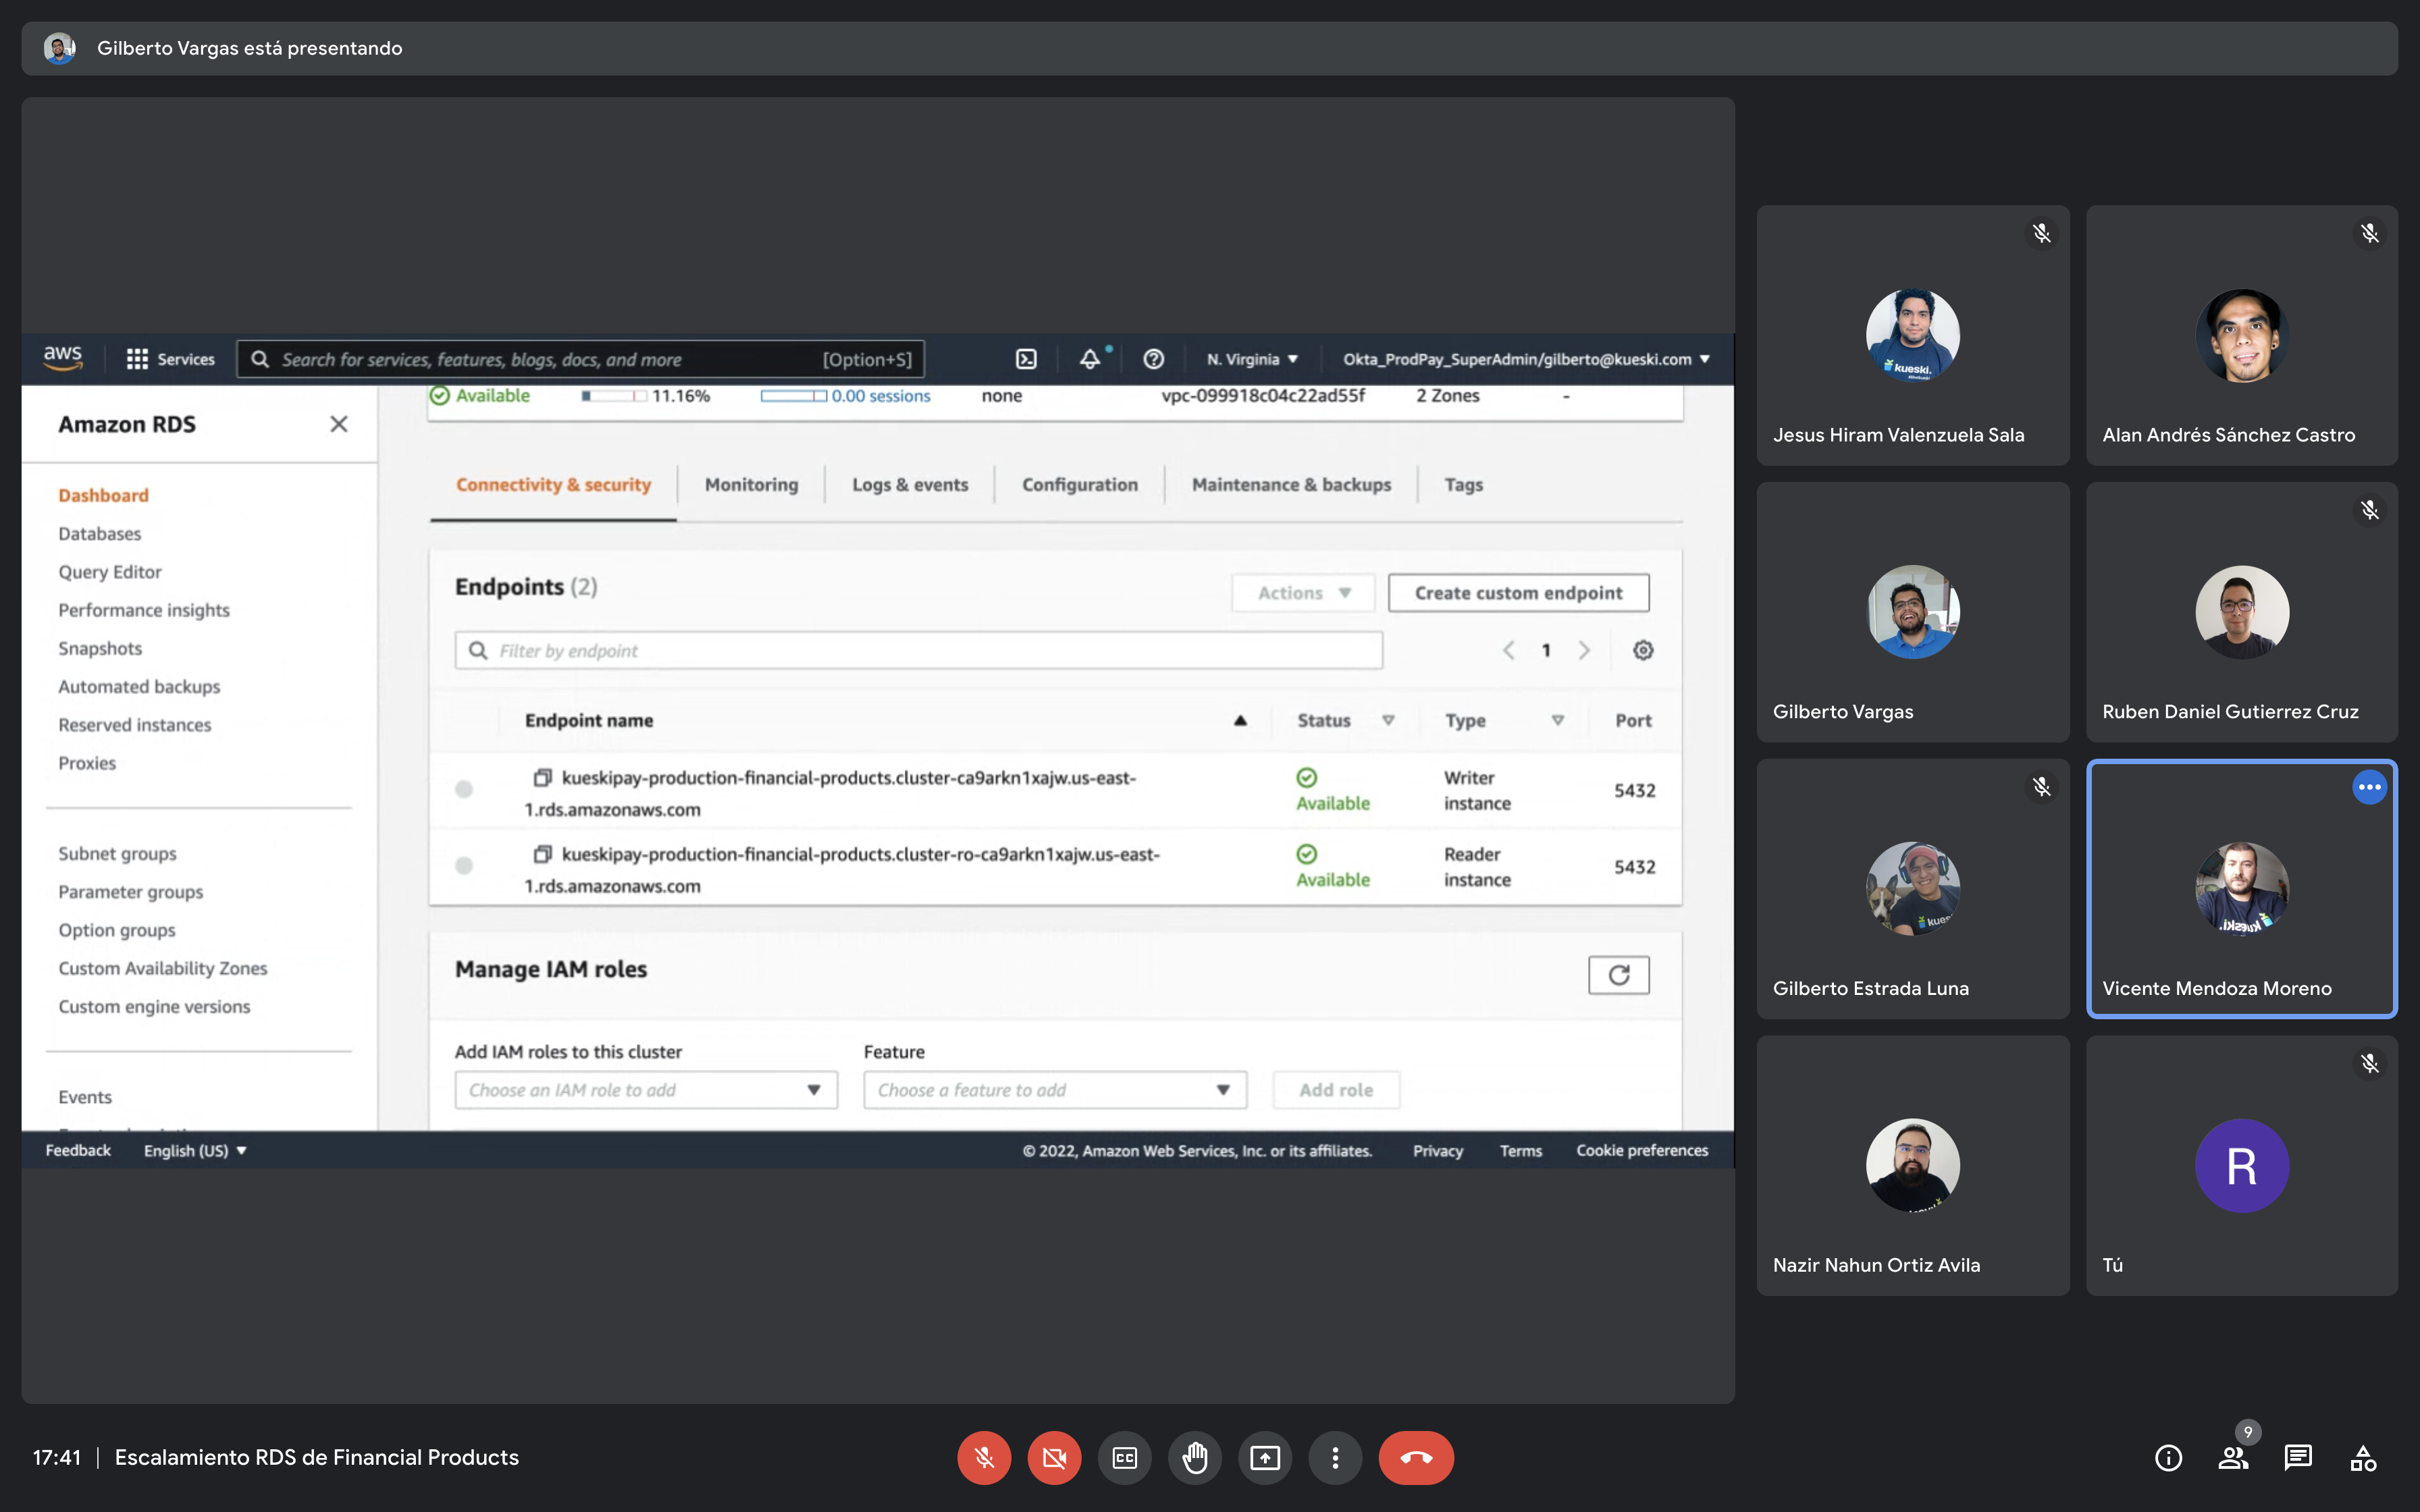 Gilberto Vargas está presentando
aws
Services
Search for services, features, blogs, docs, and more
[Option+S]
N. Virginia
Okta_ProdPay_SuperAdmin/gilberto@kueski.com
Amazon RDS
Dashboard
Databases
Query Editor
Performance insights
Snapshots
Automated backups
Reserved instances
Proxies
Subnet groups
Parameter groups
Option groups
Custom Availability Zones
Custom engine versions
Events
Available
11.16%
0.00 sessions
none
vpc-099918c04c22ad55f
2 Zones
-
Connectivity & security
Monitoring
Logs & events
Configuration
Maintenance & backups
Tags
Endpoints (2)
Actions
Create custom endpoint
Filter by endpoint
1
Endpoint name
Status
Type
Port
kueskipay-production-financial-products.cluster-ca9arkn1xajw.us-east-
1.rds.amazonaws.com
Available
Writer
instance
5432
kueskipay-production-financial-products.cluster-ro-ca9arkn1xajw.us-east-
1.rds.amazonaws.com
Available
Reader
instance
5432
Manage IAM roles
Add IAM roles to this cluster
Feature
Choose an IAM role to add
Choose a feature to add
Add role
Feedback
English (US)
© 2022, Amazon Web Services, Inc. or its affiliates.
Privacy
Terms
Cookie preferences
kueski.
Jesus Hiram Valenzuela Sala
Alan Andrés Sánchez Castro
Gilberto Vargas
Ruben Daniel Gutierrez Cruz
Gilberto Estrada Luna
kueski.
Vicente Mendoza Moreno
Nazir Nahun Ortiz Avila
R
Tú
17:41
Escalamiento RDS de Financial Products
CC
9